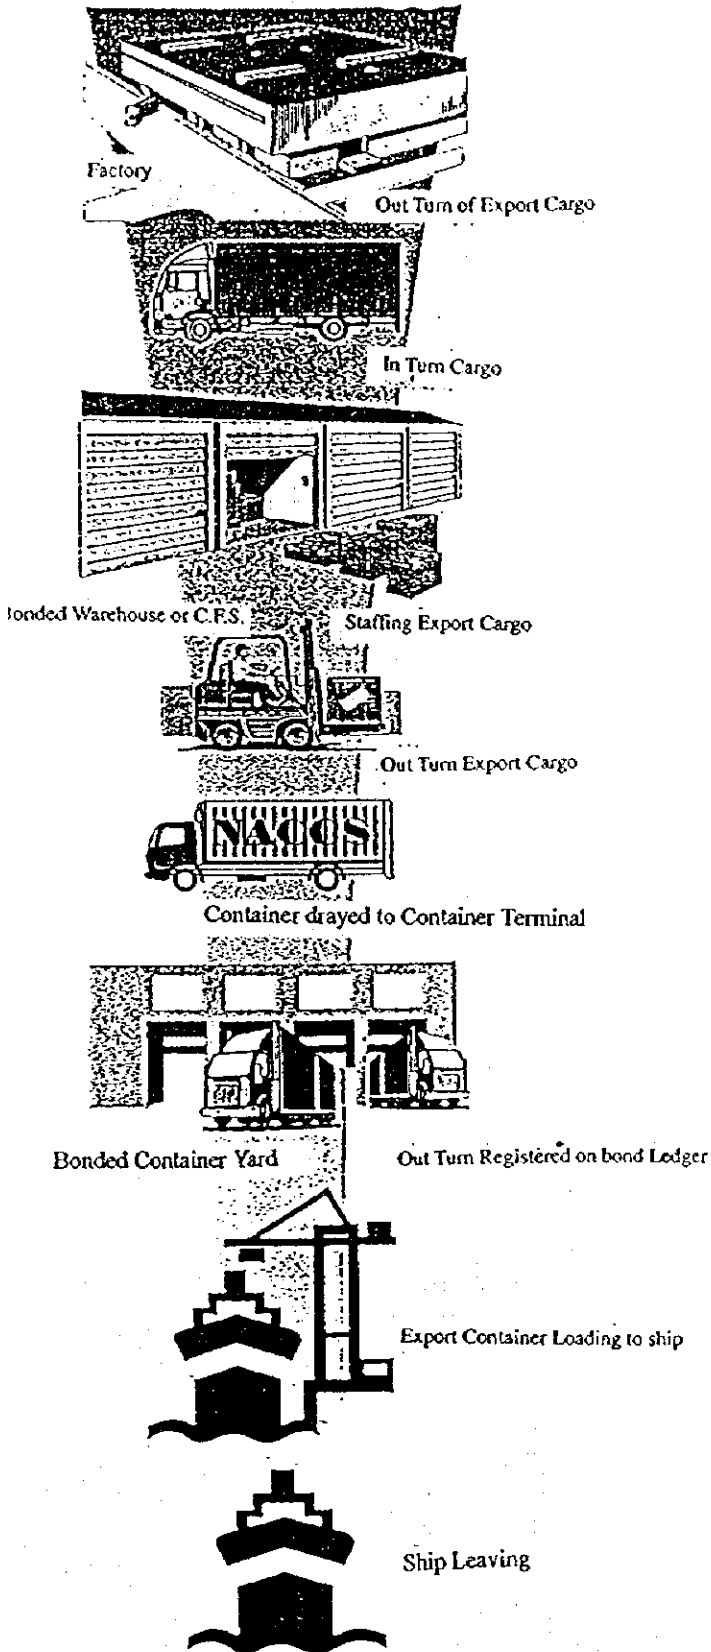 Factory
Out Turn of Export Cargo
In Turn Cargo
Bonded Warehouse or C.F.S.
Staffing Export Cargo
Out Turn Export Cargo
NACCS
Container drayed to Container Terminal
Bonded Container Yard
Out Turn Registered on bond Ledger
Export Container Loading to ship
Ship Leaving